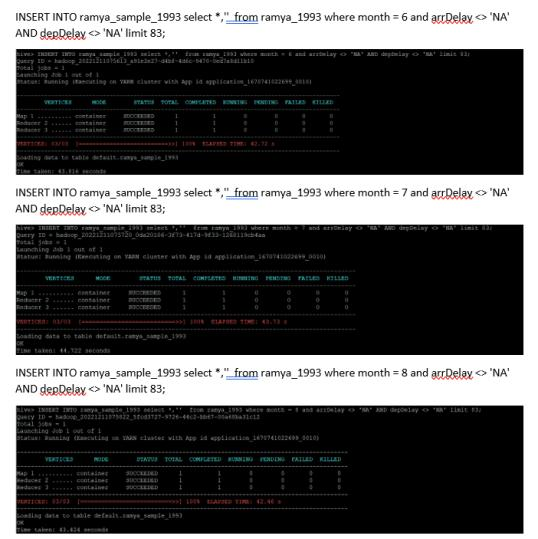 INSERT INTO ramya_sample_1993 select *,'' from ramya_1993 where month = 6 and arrDelay <> 'NA'
AND depDelay <> 'NA' limit 83;
hive> INSERT INTO ramya_sample_1993 select *,'' from ramya_1993 where month = 6 and arrDelay <> 'NA' AND depDelay <> 'NA' limit 83;
Total jobs = 1
Launching Job 1 out of 1
Status: Running (Executing on YARN cluster with App id application_1670741022699_0010)
VERTICES MODE STATUS TOTAL COMPLETED RUNNING PENDING FAILED KILLED
Map 1 .......... container SUCCEEDED 1 1 0 0 0 0
Reducer 2 ...... container SUCCEEDED 1 1 0 0 0 0
Reducer 3 ...... container SUCCEEDED 1 1 0 0 0 0
VERTICES: 03/03 [==========================>>] 100% ELAPSED TIME: 42.72 s
Loading data to table default.ramya_sample_1993
OK
Time taken: 43.816 seconds
INSERT INTO ramya_sample_1993 select *,'' from ramya_1993 where month = 7 and arrDelay <> 'NA'
AND depDelay <> 'NA' limit 83;
hive> INSERT INTO ramya_sample_1993 select *,'' from ramya_1993 where month = 7 and arrDelay <> 'NA' AND depDelay <> 'NA' limit 83;
Total jobs = 1
Launching Job 1 out of 1
Status: Running (Executing on YARN cluster with App id application_1670741022699_0010)
VERTICES MODE STATUS TOTAL COMPLETED RUNNING PENDING FAILED KILLED
Map 1 .......... container SUCCEEDED 1 1 0 0 0 0
Reducer 2 ...... container SUCCEEDED 1 1 0 0 0 0
Reducer 3 ...... container SUCCEEDED 1 1 0 0 0 0
VERTICES: 03/03 [==========================>>] 100% ELAPSED TIME: 43.73 s
Loading data to table default.ramya_sample_1993
OK
Time taken: 44.722 seconds
INSERT INTO ramya_sample_1993 select *,'' from ramya_1993 where month = 8 and arrDelay <> 'NA'
AND depDelay <> 'NA' limit 83;
hive> INSERT INTO ramya_sample_1993 select *,'' from ramya_1993 where month = 8 and arrDelay <> 'NA' AND depDelay <> 'NA' limit 83;
Total jobs = 1
Launching Job 1 out of 1
Status: Running (Executing on YARN cluster with App id application_1670741022699_0010)
VERTICES MODE STATUS TOTAL COMPLETED RUNNING PENDING FAILED KILLED
Map 1 .......... container SUCCEEDED 1 1 0 0 0 0
Reducer 2 ...... container SUCCEEDED 1 1 0 0 0 0
Reducer 3 ...... container SUCCEEDED 1 1 0 0 0 0
VERTICES: 03/03 [==========================>>] 100% ELAPSED TIME: 42.46 s
Loading data to table default.ramya_sample_1993
OK
Time taken: 43.424 seconds